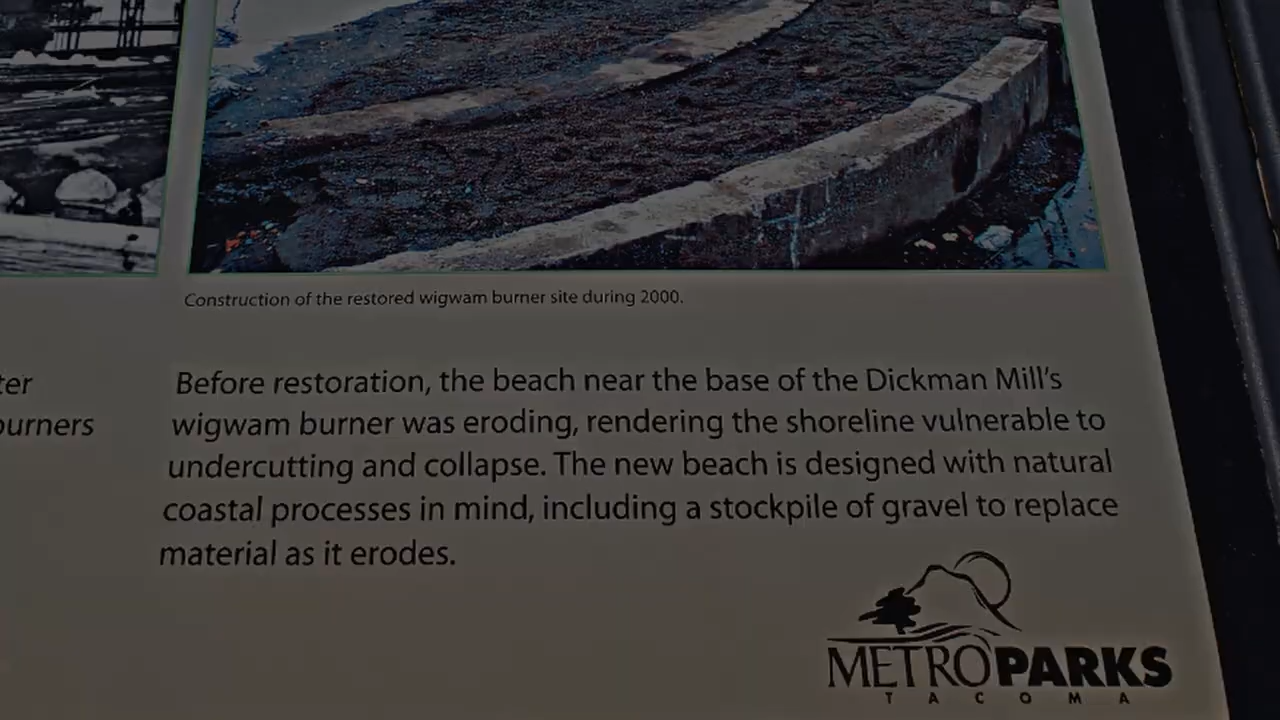 Construction of the restored wigwam burner site during 2000.
ter
burners
Before restoration, the beach near the base of the Dickman Mill's
wigwam burner was eroding, rendering the shoreline vulnerable to
undercutting and collapse. The new beach is designed with natural
coastal processes in mind, including a stockpile of gravel to replace
material as it erodes.
METROPARKS
TACOMA